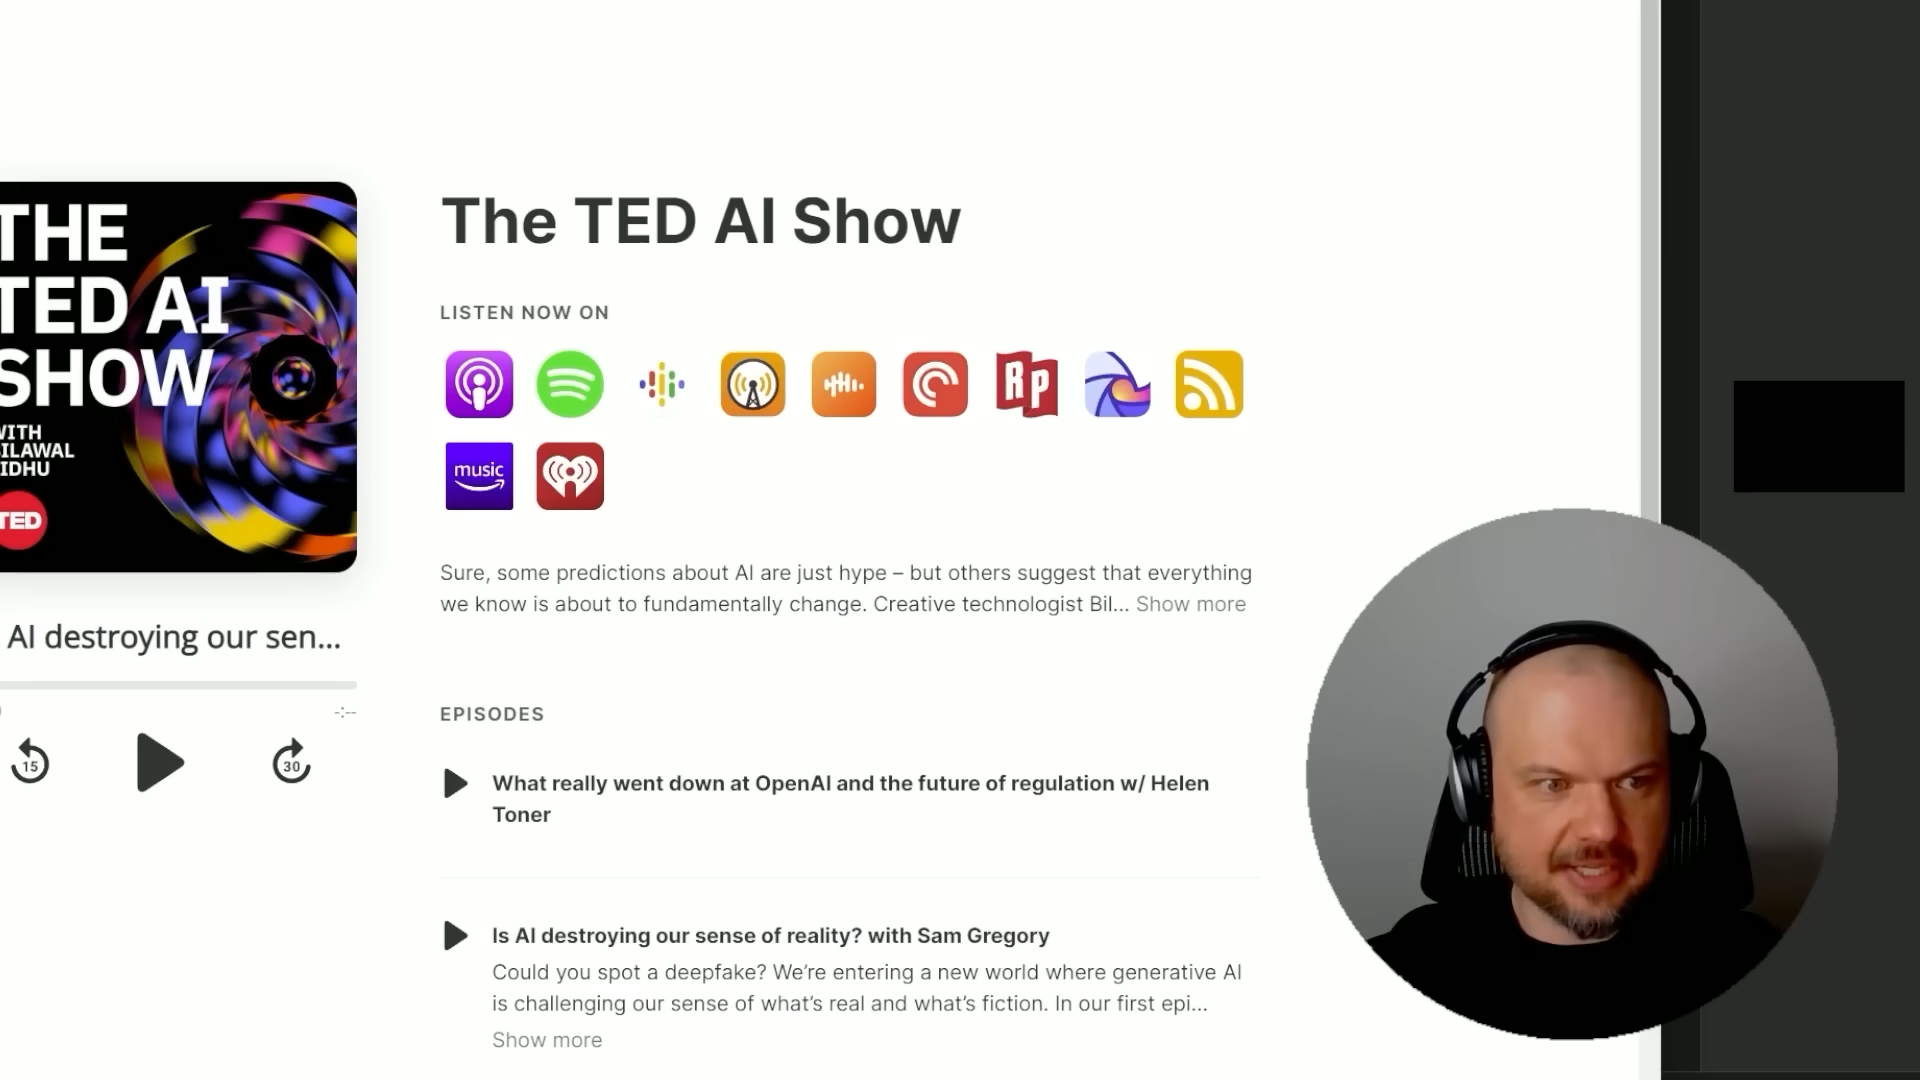 THE
TED AI
SHOW
WITH
BILAWAL
SIDHU
TED
AI destroying our sen...
-:--
15
30
The TED AI Show
LISTEN NOW ON
RP
music
Sure, some predictions about AI are just hype – but others suggest that everything
we know is about to fundamentally change. Creative technologist Bil... Show more
EPISODES
What really went down at OpenAI and the future of regulation w/ Helen
Toner
Is AI destroying our sense of reality? with Sam Gregory
Could you spot a deepfake? We’re entering a new world where generative AI
is challenging our sense of what’s real and what’s fiction. In our first epi...
Show more